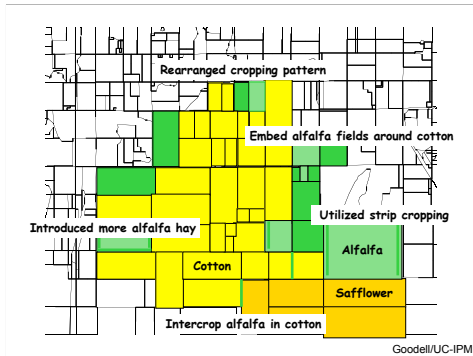 Rearranged cropping pattern
Embed alfalfa fields around cotton
Utilized strip cropping
Introduced more alfalfa hay
Alfalfa
Cotton
Safflower
Intercrop alfalfa in cotton
Goodell/UC-IPM